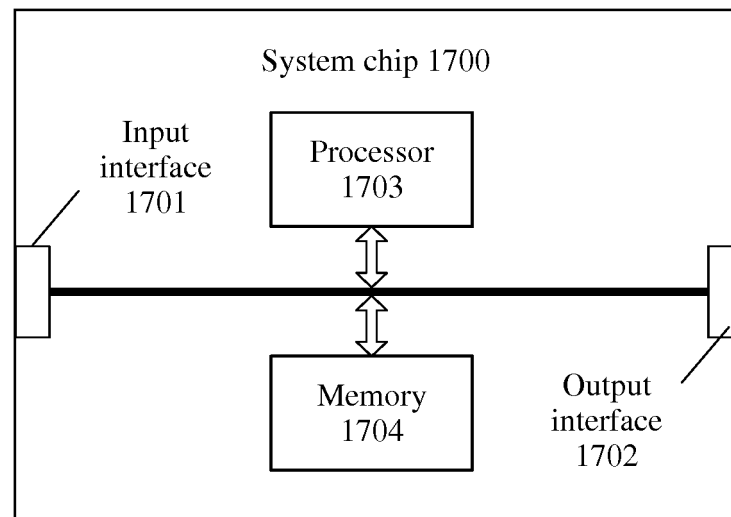 System chip 1700
Input
interface
1701
Processor
1703
Memory
1704
Output
interface
1702